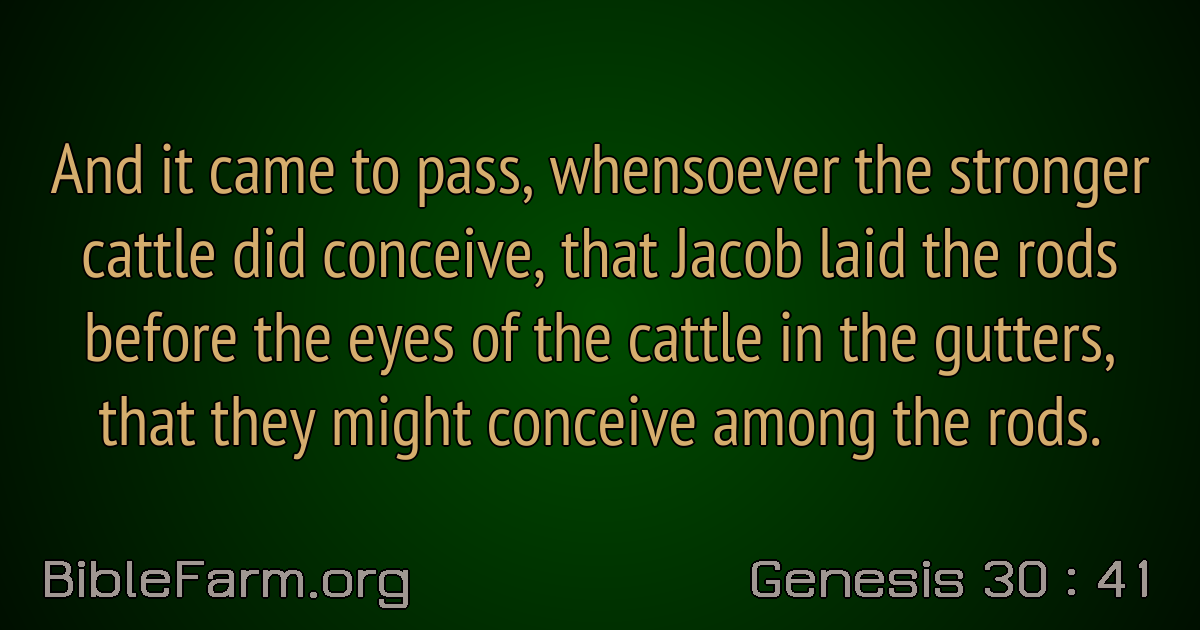 And it came to pass, whensoever the stronger
cattle did conceive, that Jacob laid the rods
before the eyes of the cattle in the gutters,
that they might conceive among the rods.
BibleFarm.org
Genesis 30 : 41